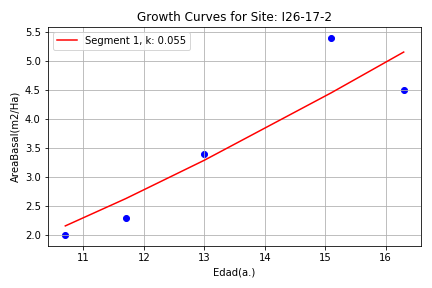 Growth Curves for Site: I26-17-2
Segment 1, k: 0.055
AreaBasal(m2/Ha)
5.5
5.0
4.5
4.0
3.5
3.0
2.5
2.0
11 12 13 14 15 16
Edad(a.)